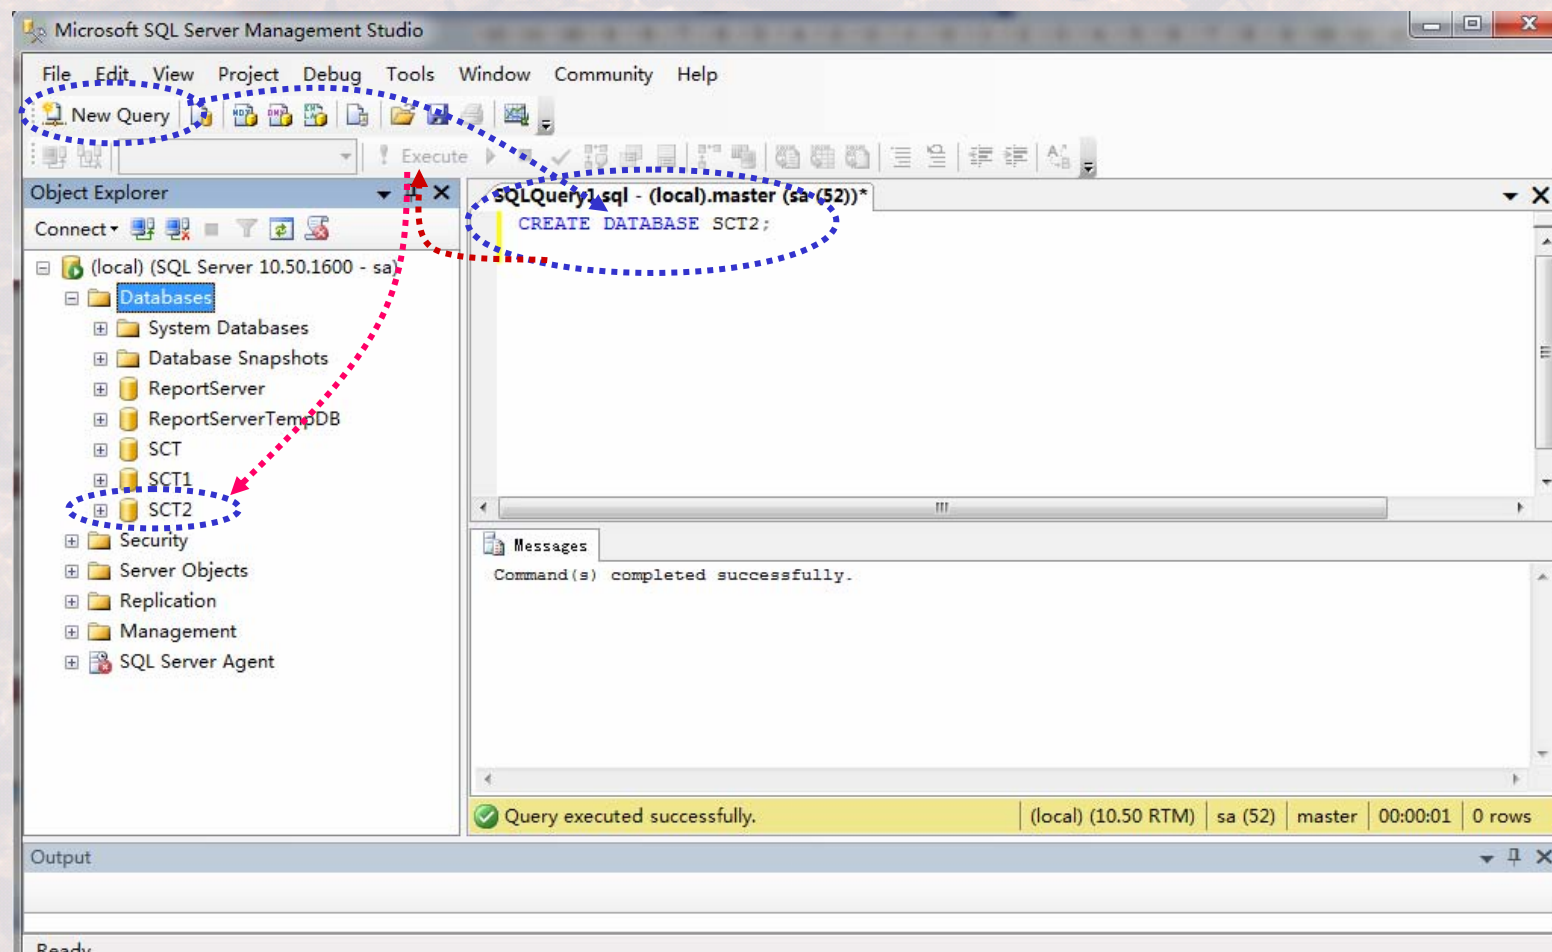 Microsoft SQL Server Management Studio
File Edit View Project Debug Tools Window Community Help
New Query
Execute
Object Explorer
Connect
(local) (SQL Server 10.50.1600 - sa)
Databases
System Databases
Database Snapshots
ReportServer
ReportServerTempDB
SCT
SCT1
SCT2
Security
Server Objects
Replication
Management
SQL Server Agent
SQLQuery1.sql - (local).master (sa (52))*
CREATE DATABASE SCT2;
Messages
Command(s) completed successfully.
Query executed successfully.
(local) (10.50 RTM) sa (52) master 00:00:01 0 rows
Output
Ready